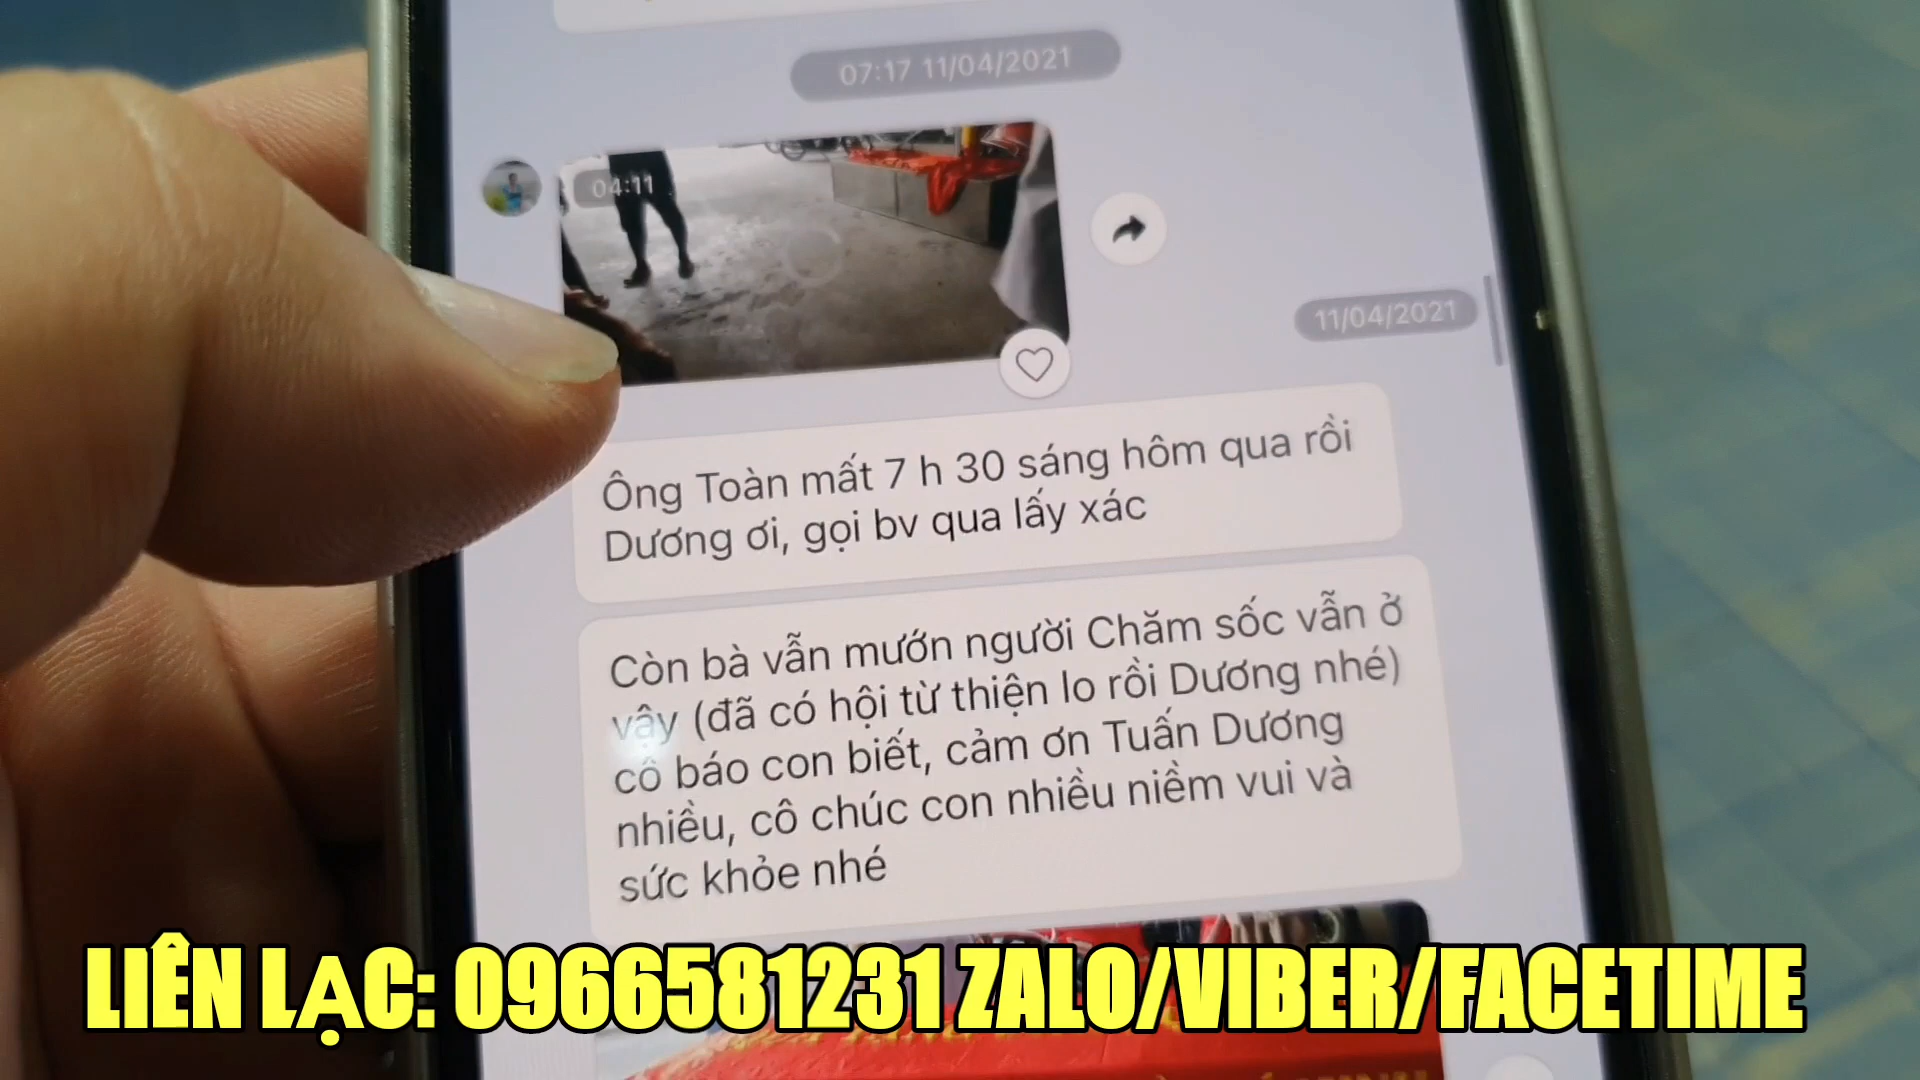 07:17 11/04/2021
04:11
11/04/2021
Ông Toàn mất 7 h 30 sáng hôm qua rồi
Dương ơi, gọi bv qua lấy xác
Còn bà vẫn mướn người Chăm sốc vẫn ở
vậy (đã có hội từ thiện lo rồi Dương nhé)
cô báo con biết, cảm ơn Tuấn Dương
nhiều, cô chúc con nhiều niềm vui và
sức khỏe nhé
LIÊN LẠC: 0966581231 ZALO/VIBER/FACETIME